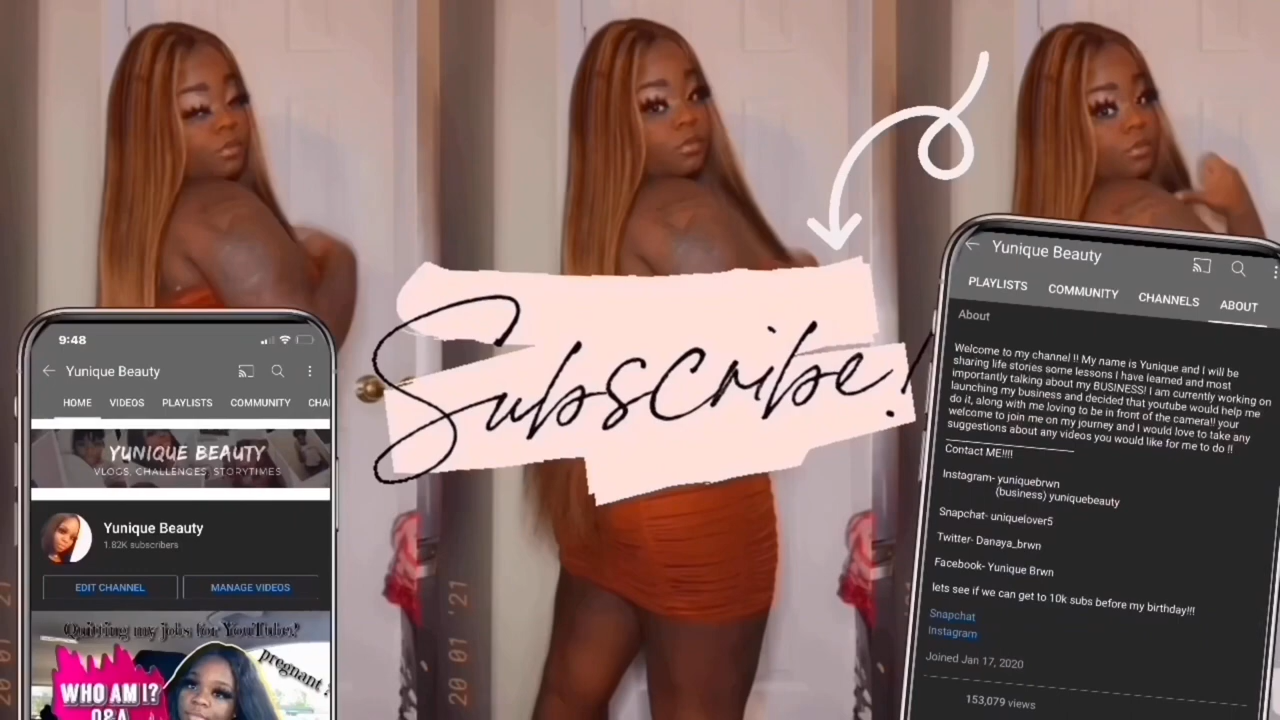 Subscribe!
9:48
Yunique Beauty
HOME VIDEOS PLAYLISTS COMMUNITY CHA
YUNIQUE BEAUTY
VLOGS, CHALLENGES, STORYTIMES
Yunique Beauty
1.82K subscribers
EDIT CHANNEL MANAGE VIDEOS
Quitting my jobs for YouTube?
pregnant ?
WHO AM I?
Q&A
20 01 '21
20 01 '21
Yunique Beauty
PLAYLISTS COMMUNITY CHANNELS ABOUT
About
Welcome to my channel !! My name is Yunique and I will be
sharing life stories some lessons I have learned and most
importantly talking about my BUSINESS! I am currently working on
launching my business and decided that youtube would help me
do it, along with me loving to be in front of the camera!! your
welcome to join me on my journey and I would love to take any
suggestions about any videos you would like for me to do !!
Contact ME!!!!
Instagram- yuniquebrwn
(business) yuniquebeauty
Snapchat- uniquelover5
Twitter- Danaya_brwn
Facebook- Yunique Brwn
lets see if we can get to 10k subs before my birthday!!!
Snapchat
Instagram
Joined Jan 17, 2020
153,079 views